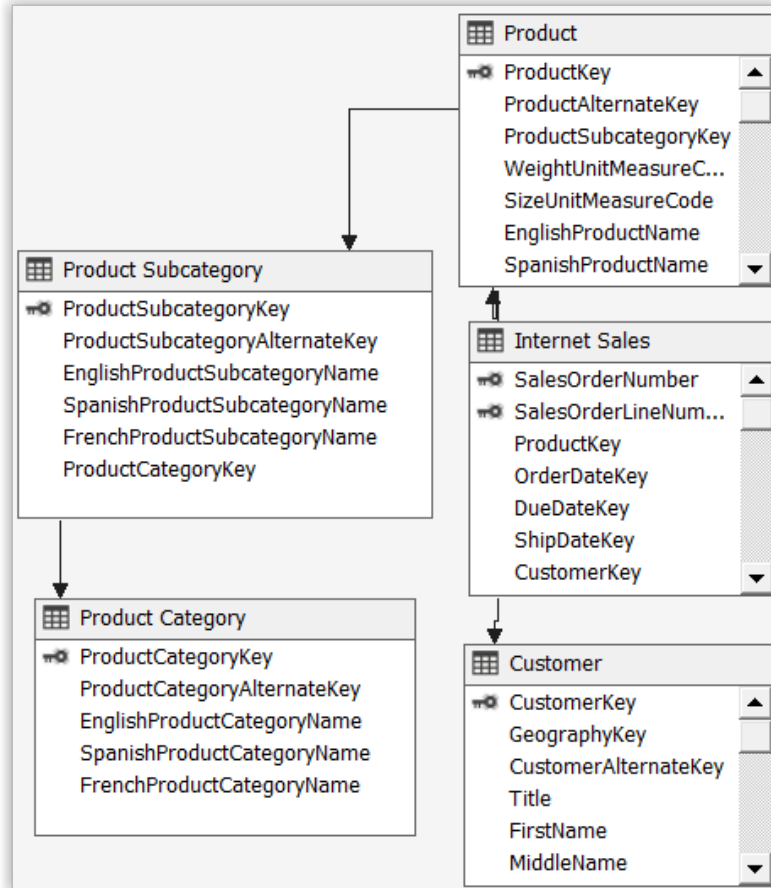 Product
ProductKey
ProductAlternateKey
ProductSubcategoryKey
WeightUnitMeasureC...
SizeUnitMeasureCode
EnglishProductName
SpanishProductName
Product Subcategory
ProductSubcategoryKey
ProductSubcategoryAlternateKey
EnglishProductSubcategoryName
SpanishProductSubcategoryName
FrenchProductSubcategoryName
ProductCategoryKey
Internet Sales
SalesOrderNumber
SalesOrderLineNum...
ProductKey
OrderDateKey
DueDateKey
ShipDateKey
CustomerKey
Product Category
ProductCategoryKey
ProductCategoryAlternateKey
EnglishProductCategoryName
SpanishProductCategoryName
FrenchProductCategoryName
Customer
CustomerKey
GeographyKey
CustomerAlternateKey
Title
FirstName
MiddleName